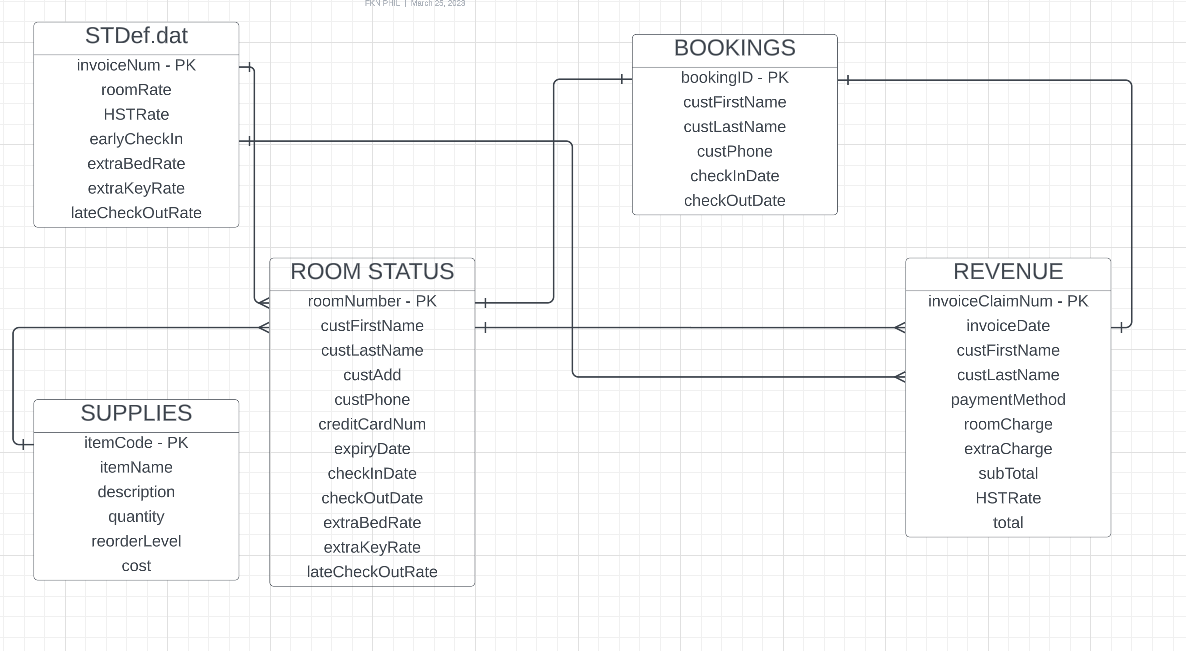 FKN PHIL | March 25, 2023
STDef.dat
invoiceNum - PK
roomRate
HSTRate
earlyCheckIn
extraBedRate
extraKeyRate
lateCheckOutRate
BOOKINGS
bookingID - PK
custFirstName
custLastName
custPhone
checkInDate
checkOutDate
ROOM STATUS
roomNumber - PK
custFirstName
custLastName
custAdd
custPhone
creditCardNum
expiryDate
checkInDate
checkOutDate
extraBedRate
extraKeyRate
lateCheckOutRate
REVENUE
invoiceClaimNum - PK
invoiceDate
custFirstName
custLastName
paymentMethod
roomCharge
extraCharge
subTotal
HSTRate
total
SUPPLIES
itemCode - PK
itemName
description
quantity
reorderLevel
cost